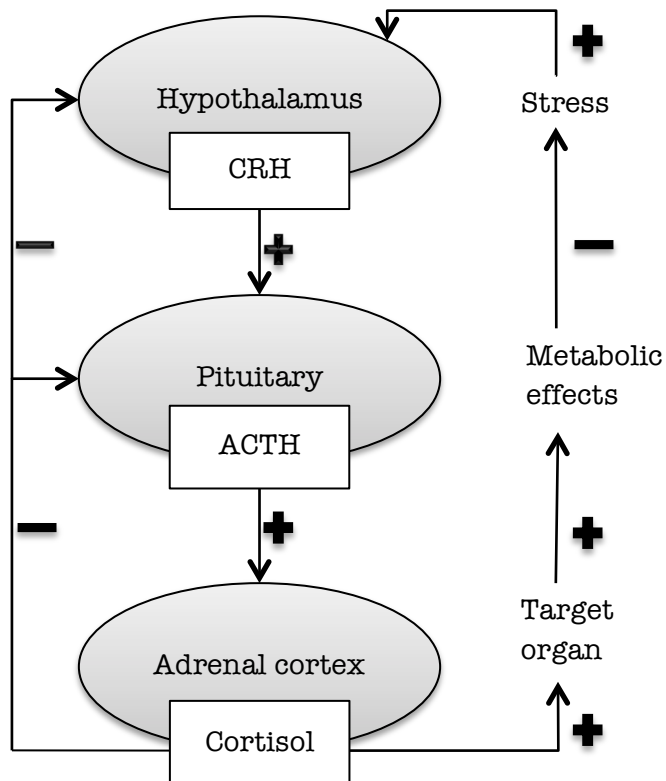 Hypothalamus
Stress
CRH
Pituitary
Metabolic
effects
ACTH
Target
organ
Adrenal cortex
Cortisol